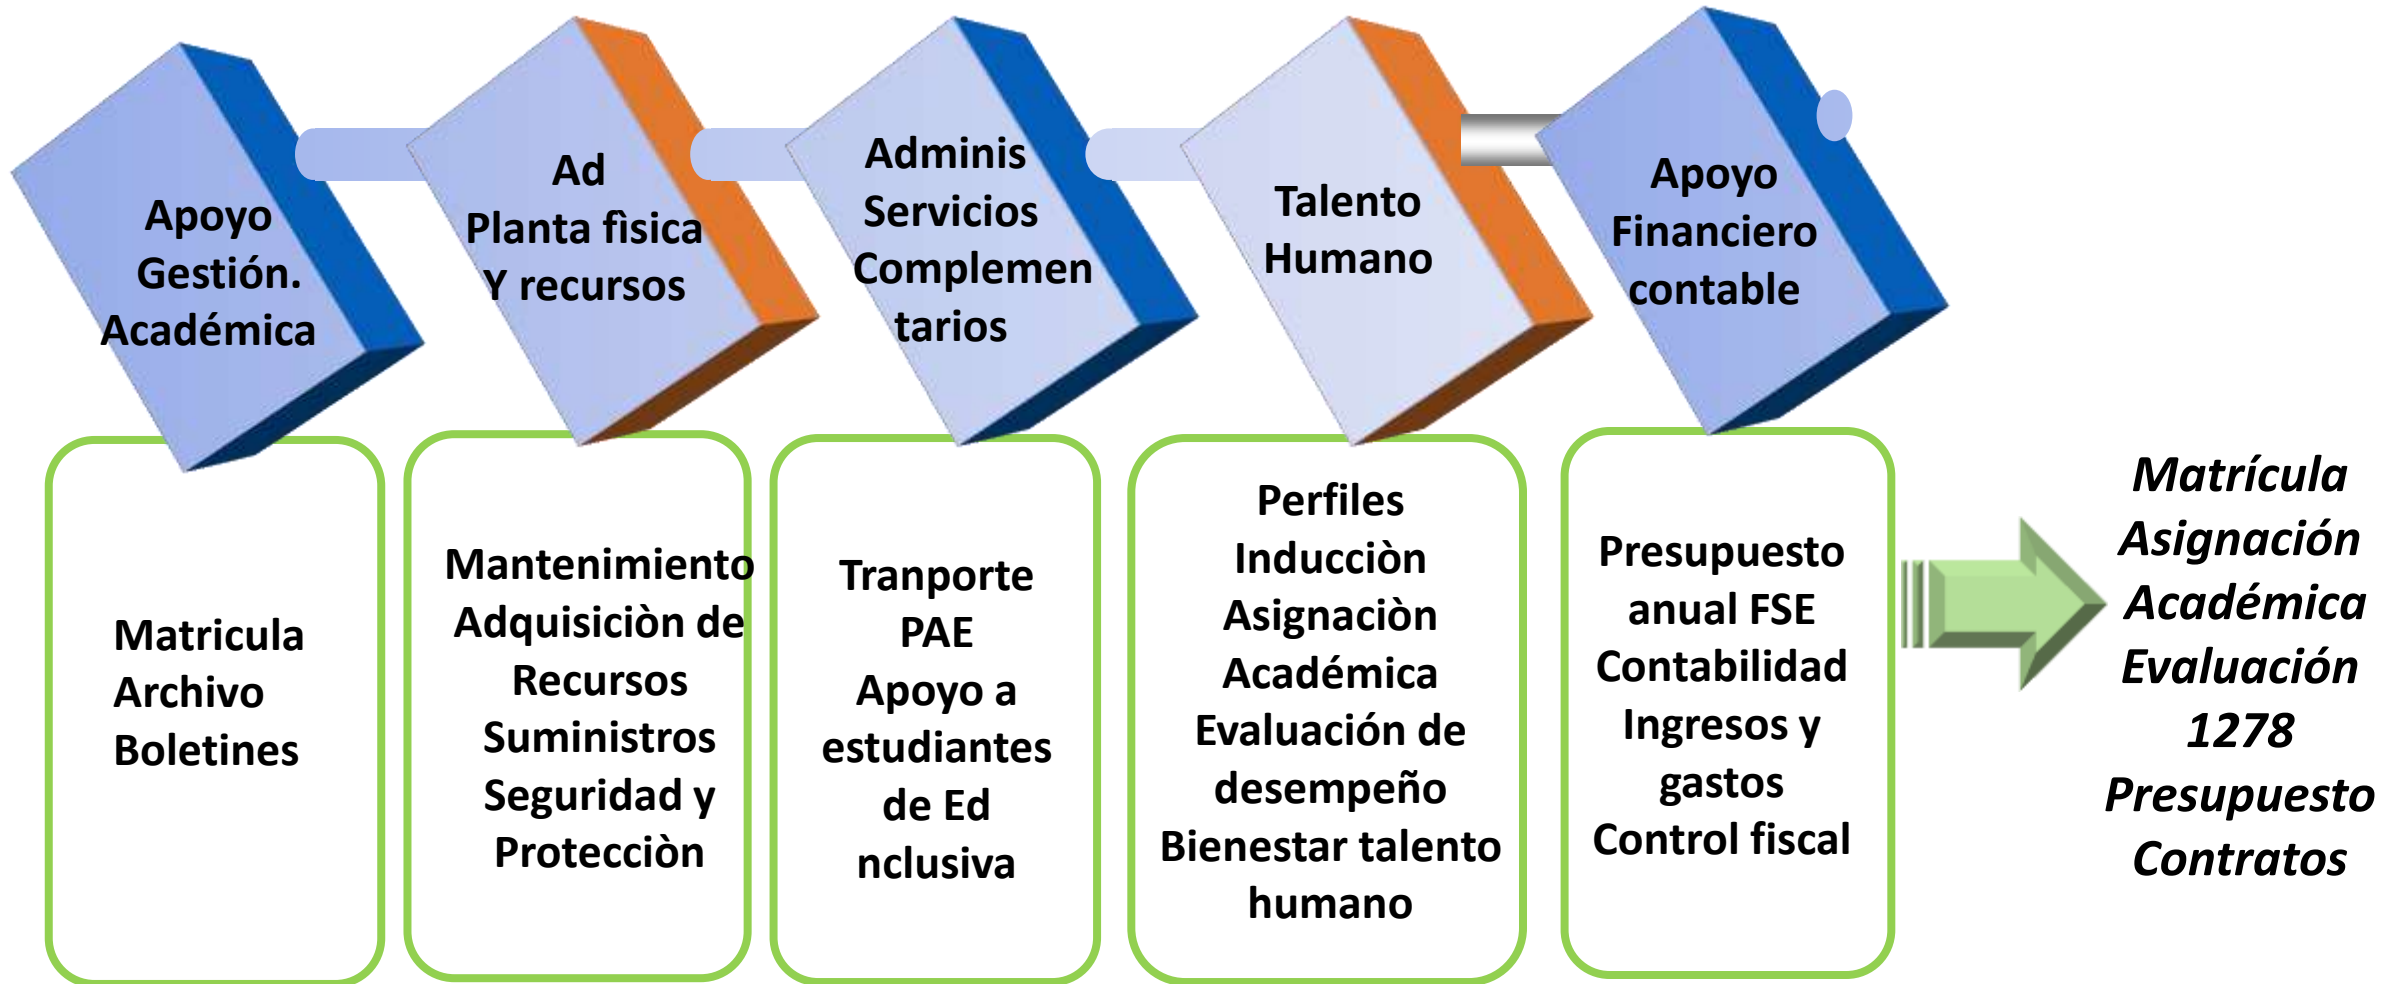 Apoyo
Gestión.
Académica
Ad
Planta fìsica
Y recursos
Adminis
Servicios
Complemen
tarios
Talento
Humano
Apoyo
Financiero
contable
Matricula
Archivo
Boletines
Mantenimiento
Adquisiciòn de
Recursos
Suministros
Seguridad y
Protecciòn
Tranporte
PAE
Apoyo a
estudiantes
de Ed
nclusiva
Perfiles
Inducciòn
Asignaciòn
Académica
Evaluación de
desempeño
Bienestar talento
humano
Presupuesto
anual FSE
Contabilidad
Ingresos y
gastos
Control fiscal
Matrícula
Asignación
Académica
Evaluación
1278
Presupuesto
Contratos